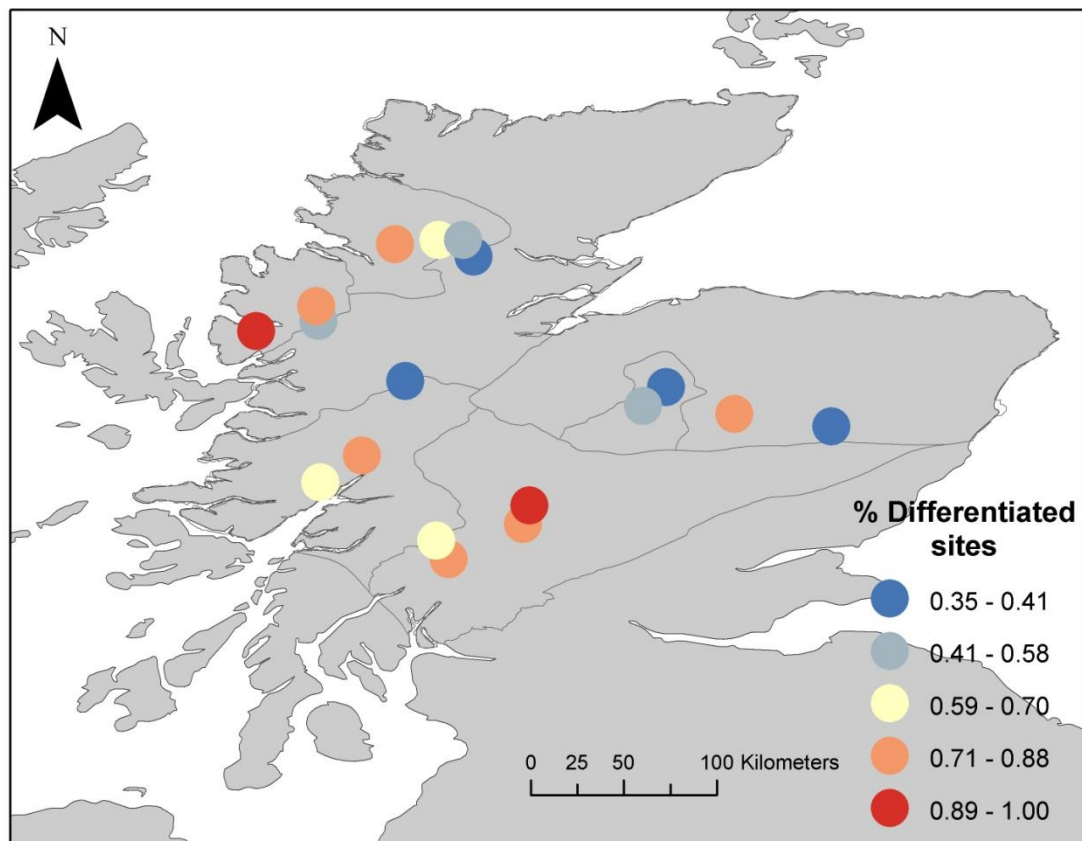 N
% Differentiated
sites
0.35 - 0.41
0.41 - 0.58
0.59 - 0.70
0.71 - 0.88
0.89 - 1.00
0 25 50 100 Kilometers